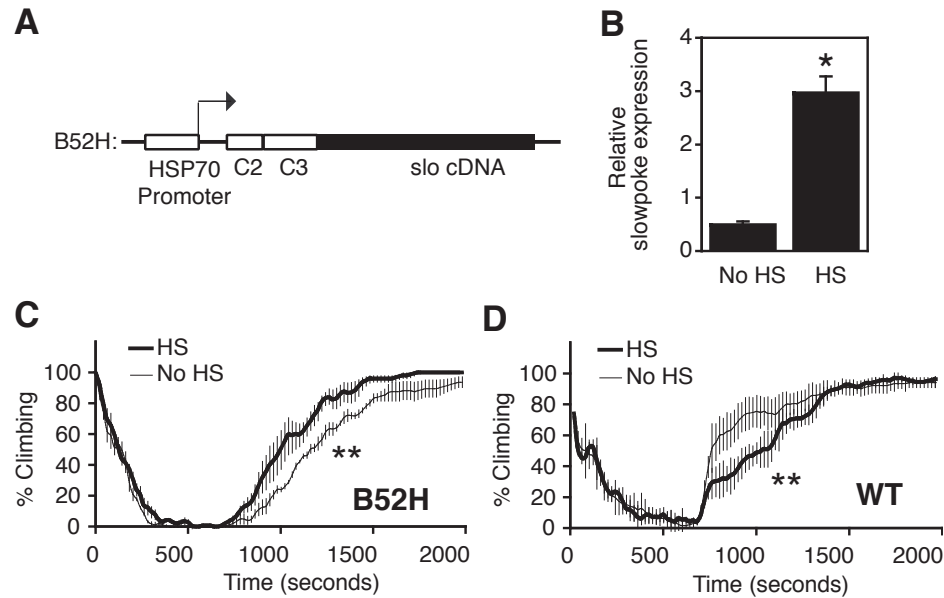 A
B52H:
HSP70
Promoter
C2
C3
slo cDNA
B
Relative
slowpoke expression
4
3
2
1
0
*
No HS
HS
C
HS
No HS
% Climbing
100
80
60
40
20
0
**
B52H
0
500
1000
1500
2000
Time (seconds)
D
HS
No HS
% Climbing
100
80
60
40
20
0
**
WT
0
500
1000
1500
2000
Time (seconds)